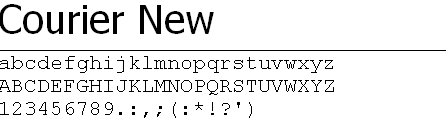 Courier New
abcdefghijklmnopqrstuvwxyz
ABCDEFGHIJKLMNOPQRSTUVWXYZ
123456789.:,;(:*!?')